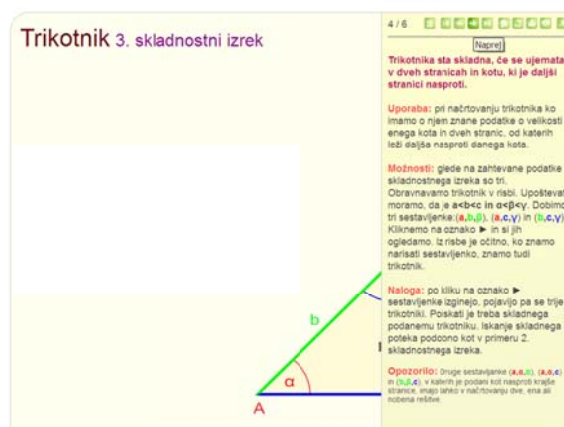 Trikotnik 3. skladnostni izrek
4 / 6
Naprej
Trikotnika sta skladna, če se ujemata
v dveh stranicah in kotu, ki je daljši
stranici nasproti.
Uporaba: pri načrtovanju trikotnika ko
imamo o njem znane podatke o velikosti
enega kota in dveh stranic, od katerih
leži daljša nasproti danega kota.
Možnosti: glede na zahtevane podatke
skladnostnega izreka so tri.
Obravnavamo trikotnik v risbi. Upoštevat
moramo, da je a<b<c in α<β<γ. Dobimo
tri sestavljenke:(a,b,β), (a,c,γ) in (b,c,γ)
Kliknemo na oznako ► in si jih
ogledamo. Iz risbe je očitno, ko znamo
narisati sestavljenko, znamo tudi
trikotnik.
Naloga: po kliku na oznako ►
sestavljenke izginejo, pojavijo pa se trije
trikotniki. Poiskati je treba skladnega
podanemu trikotniku. Iskanje skladnega
poteka podobno kot v primeru 2.
skladnostnega izreka.
Opozorilo: Druge sestavljanke (a,α,b), (a,α,c)
in (b,β,c), v katerih je podani kot nasproti krajše
stranice, imajo lahko v načrtovanju dve, ena ali
nobena rešitve.
b
α
A